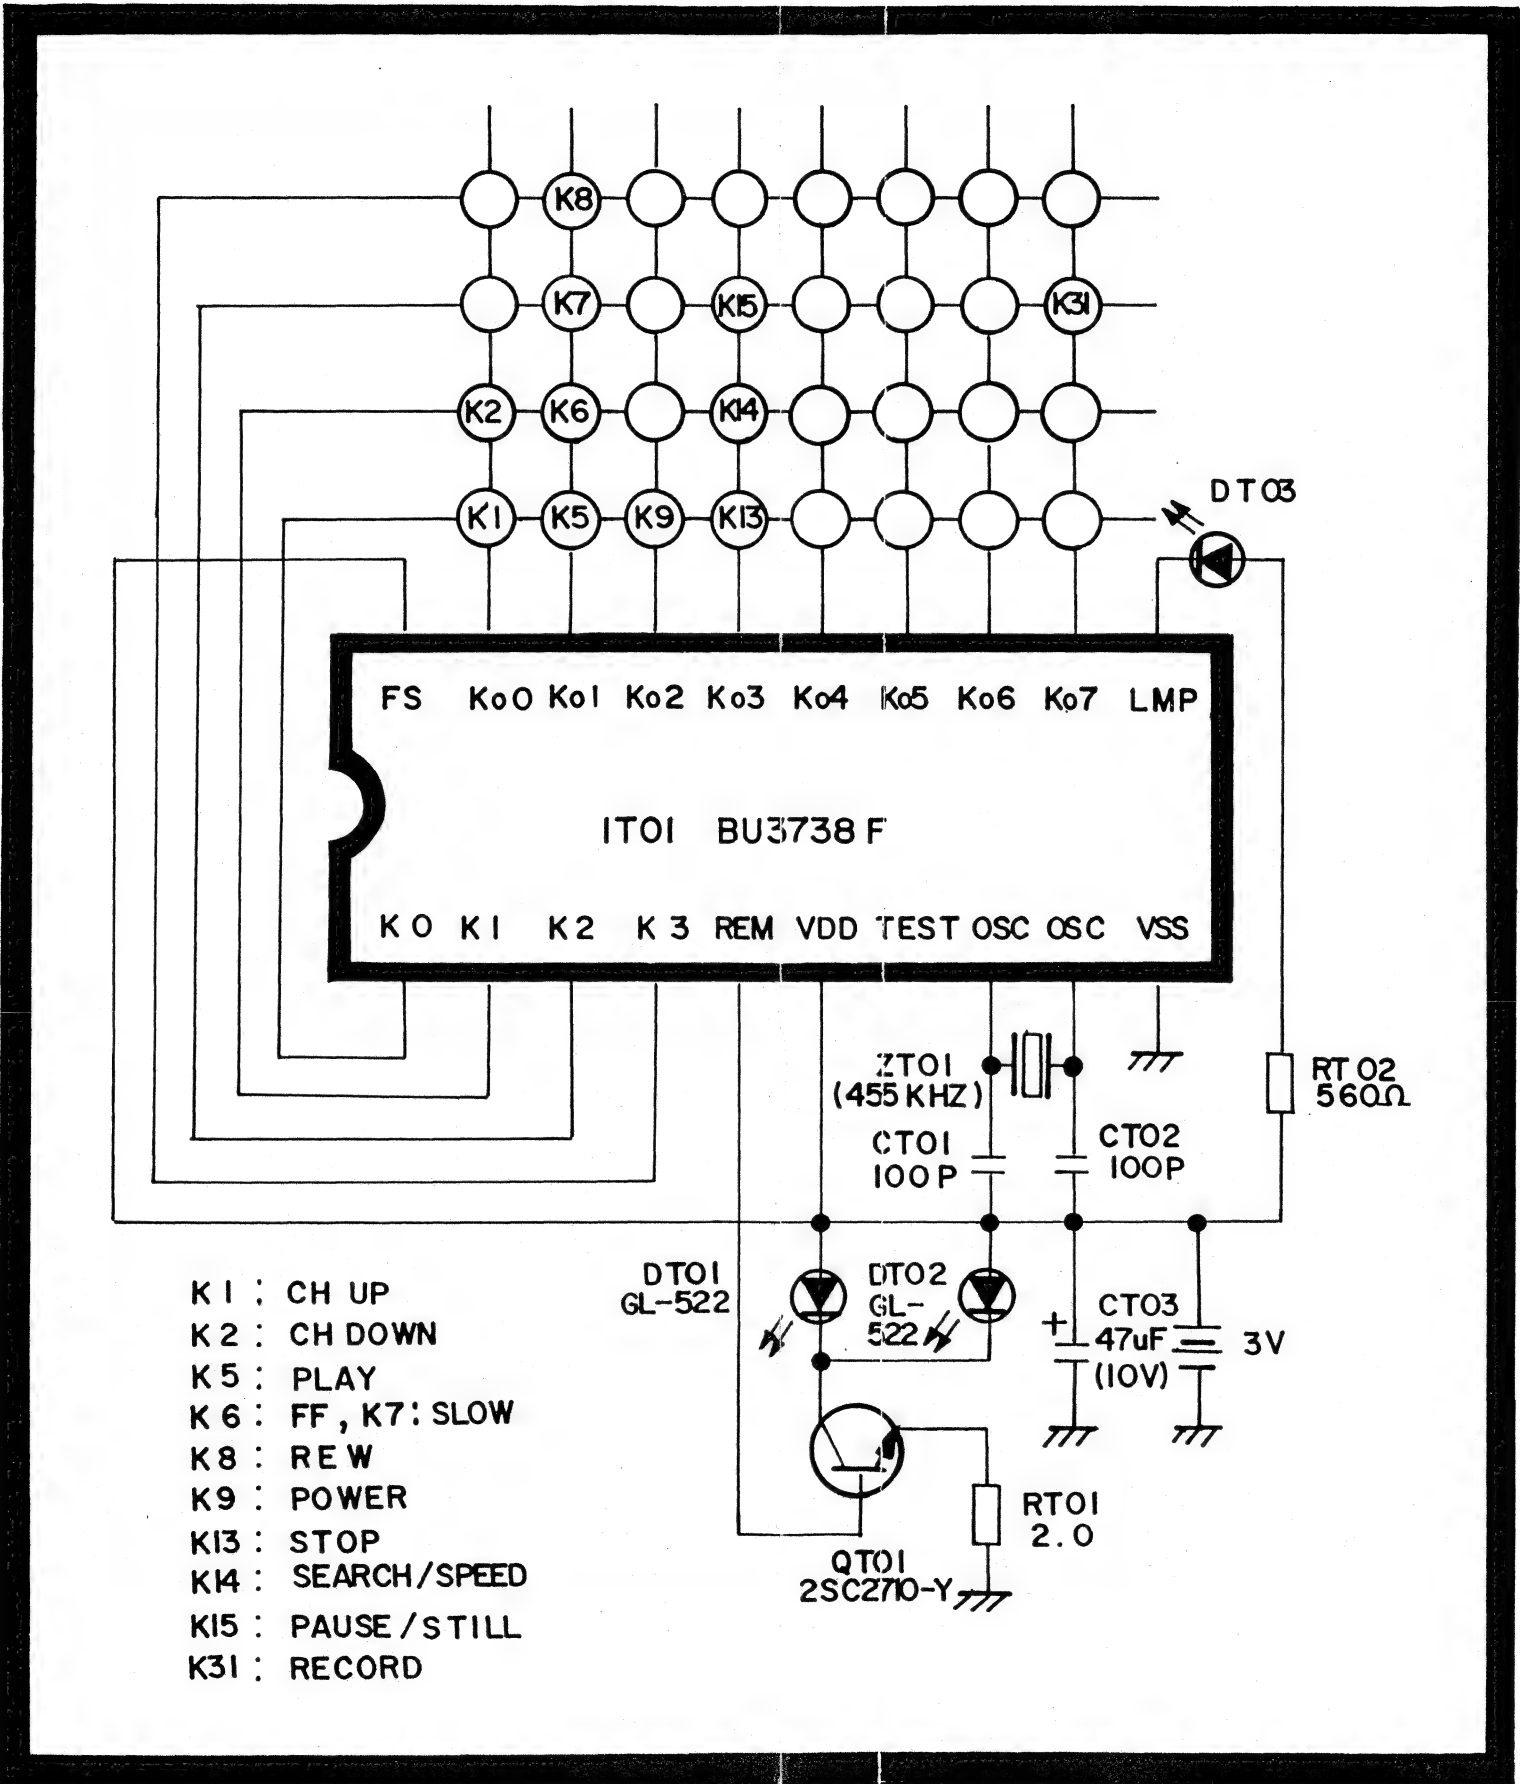 K8
K7 K15 K31
K2 K6 K14
K1 K5 K9 K13
DT03
FS Ko0 Ko1 Ko2 Ko3 Ko4 Ko5 Ko6 Ko7 LMP
IT01 BU3738F
K0 K1 K2 K3 REM VDD TEST OSC OSC VSS
ZT01
(455KHZ)
RT02
560Ω
CT01
100P
CT02
100P
DT01
GL-522
DT02
GL-
522
+
CT03
47uF
(10V)
3V
K1 : CH UP
K2 : CH DOWN
K5 : PLAY
K6 : FF, K7: SLOW
K8 : REW
K9 : POWER
K13 : STOP
K14 : SEARCH/SPEED
K15 : PAUSE/STILL
K31 : RECORD
RT01
2.0
QT01
2SC2710-Y